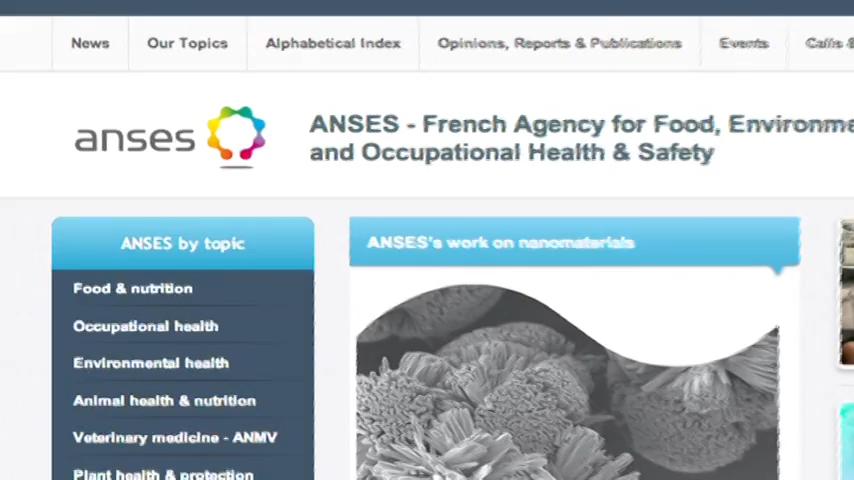 News
Our Topics
Alphabetical Index
Opinions, Reports & Publications
Events
Calls &
anses
ANSES - French Agency for Food, Environme
and Occupational Health & Safety
ANSES by topic
ANSES's work on nanomaterials
Food & nutrition
Occupational health
Environmental health
Animal health & nutrition
Veterinary medicine - ANMV
Plant health & protection